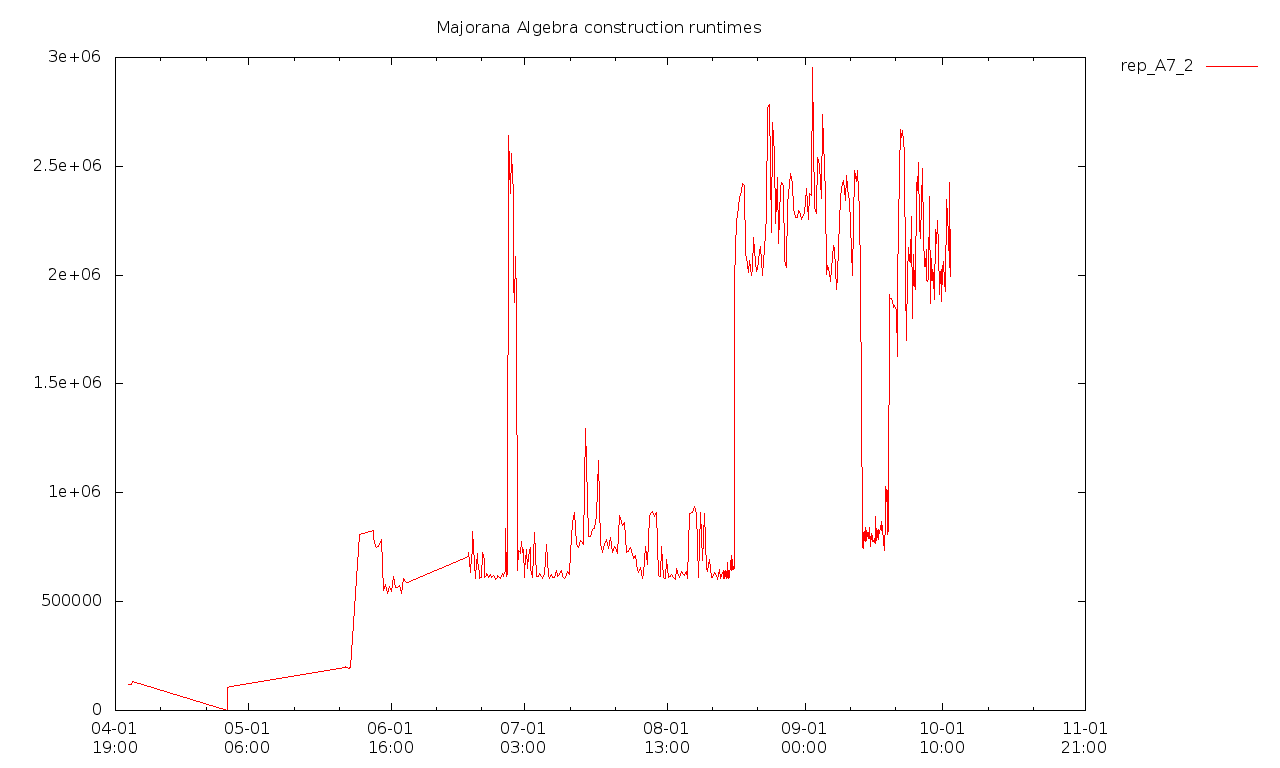 Majorana Algebra construction runtimes
rep_A7_2
3e+06
2.5e+06
2e+06
1.5e+06
1e+06
500000
0
04-01 05-01 06-01 07-01 08-01 09-01 10-01 11-01
19:00 06:00 16:00 03:00 13:00 00:00 10:00 21:00